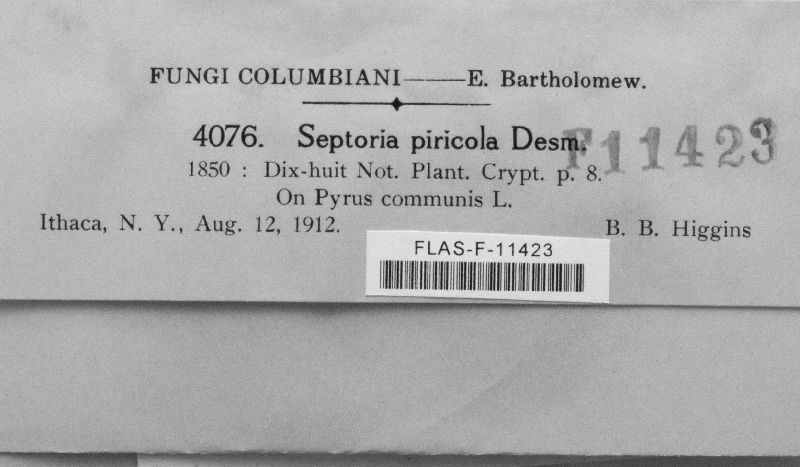 FUNGI COLUMBIANI——E. Bartholomew.
4076. Septoria piricola Desm.
F11423
1850 : Dix-huit Not. Plant. Crypt. p. 8.
On Pyrus communis L.
Ithaca, N. Y., Aug. 12, 1912.
B. B. Higgins
FLAS-F-11423